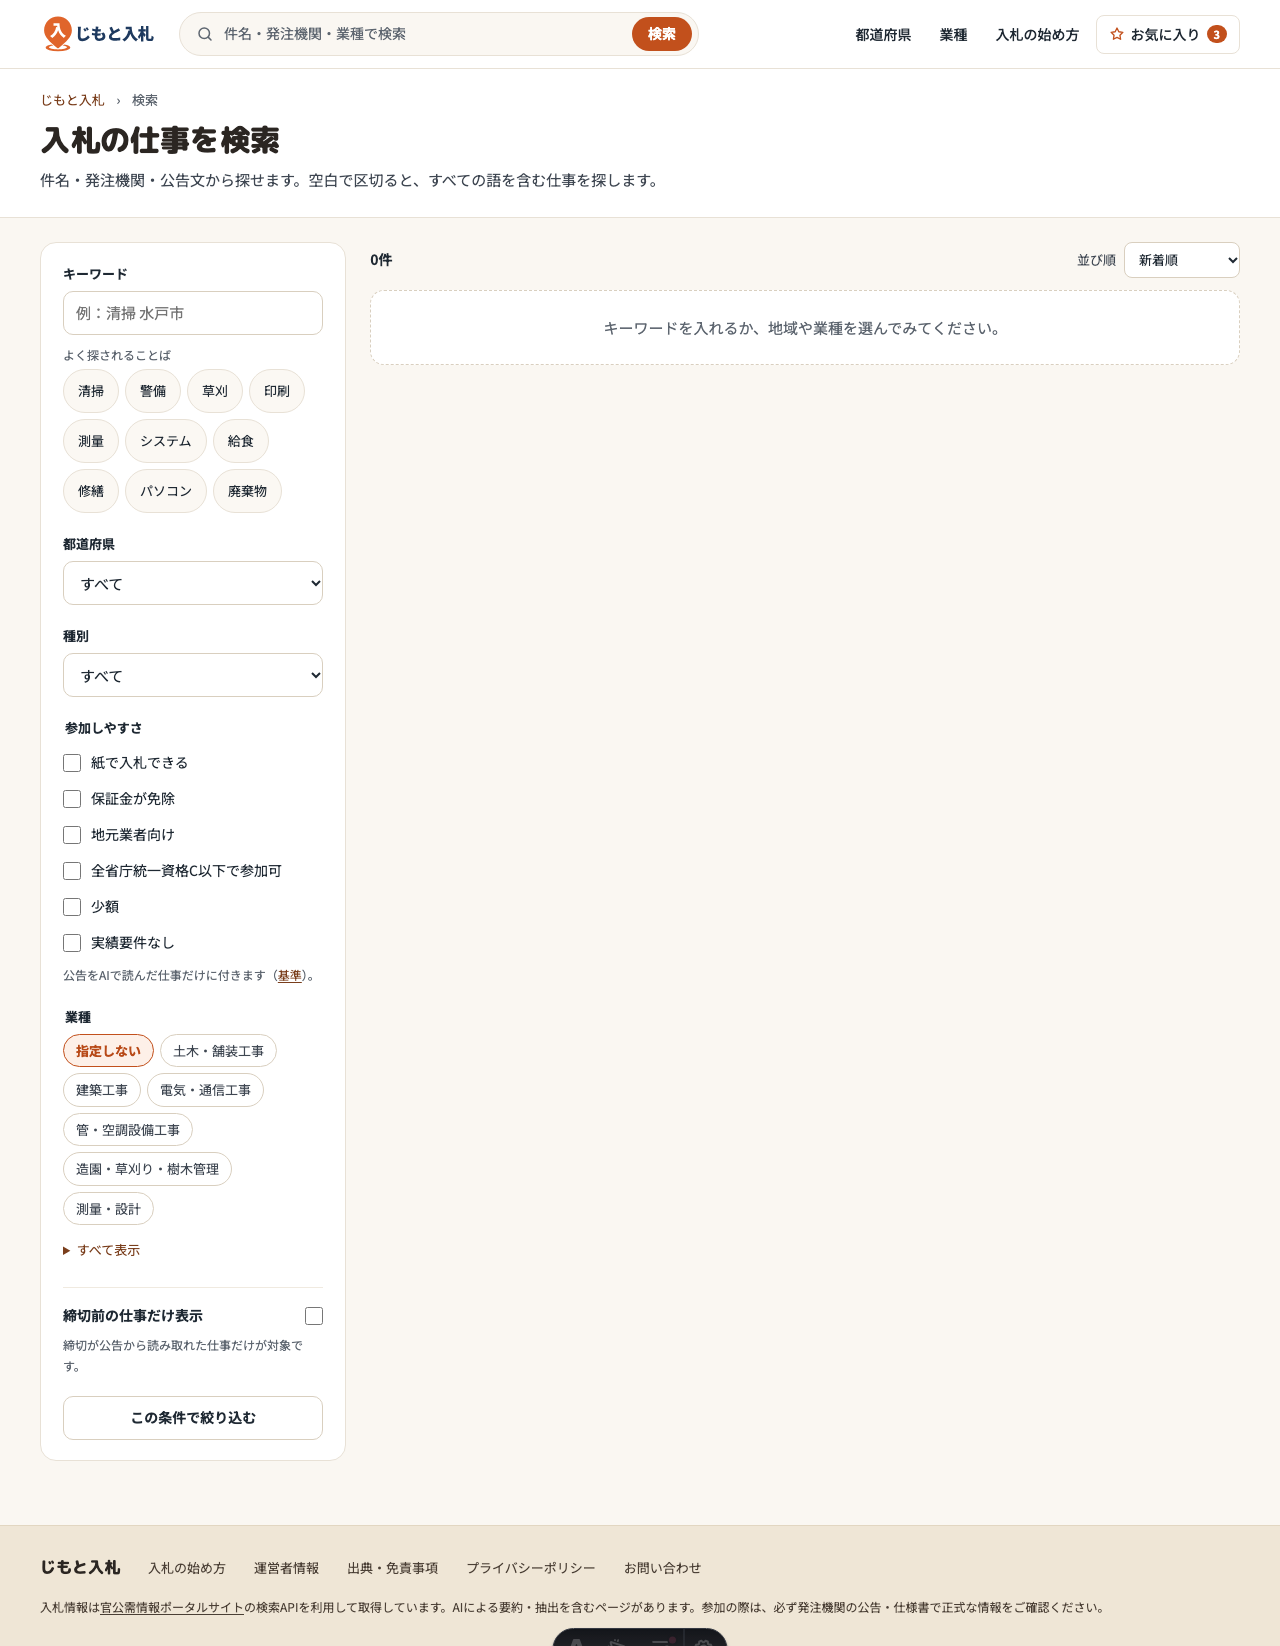 入 じもと入札 件名・発注機関・業種で検索 検索 都道府県 業種 入札の始め方 お気に入り 3
じもと入札 › 検索
入札の仕事を検索
件名・発注機関・公告文から探せます。空白で区切ると、すべての語を含む仕事を探します。
キーワード
例：清掃 水戸市
よく探されることば
清掃 警備 草刈 印刷
測量 システム 給食
修繕 パソコン 廃棄物
都道府県
すべて
種別
すべて
参加しやすさ
紙で入札できる
保証金が免除
地元業者向け
全省庁統一資格C以下で参加可
少額
実績要件なし
公告をAIで読んだ仕事だけに付きます（基準）。
業種
指定しない 土木・舗装工事
建築工事 電気・通信工事
管・空調設備工事
造園・草刈り・樹木管理
測量・設計
▶ すべて表示
締切前の仕事だけ表示
締切が公告から読み取れた仕事だけが対象で
す。
この条件で絞り込む
0件 並び順 新着順
キーワードを入れるか、地域や業種を選んでみてください。
じもと入札 入札の始め方 運営者情報 出典・免責事項 プライバシーポリシー お問い合わせ
入札情報は官公需情報ポータルサイトの検索APIを利用して取得しています。AIによる要約・抽出を含むページがあります。参加の際は、必ず発注機関の公告・仕様書で正式な情報をご確認ください。